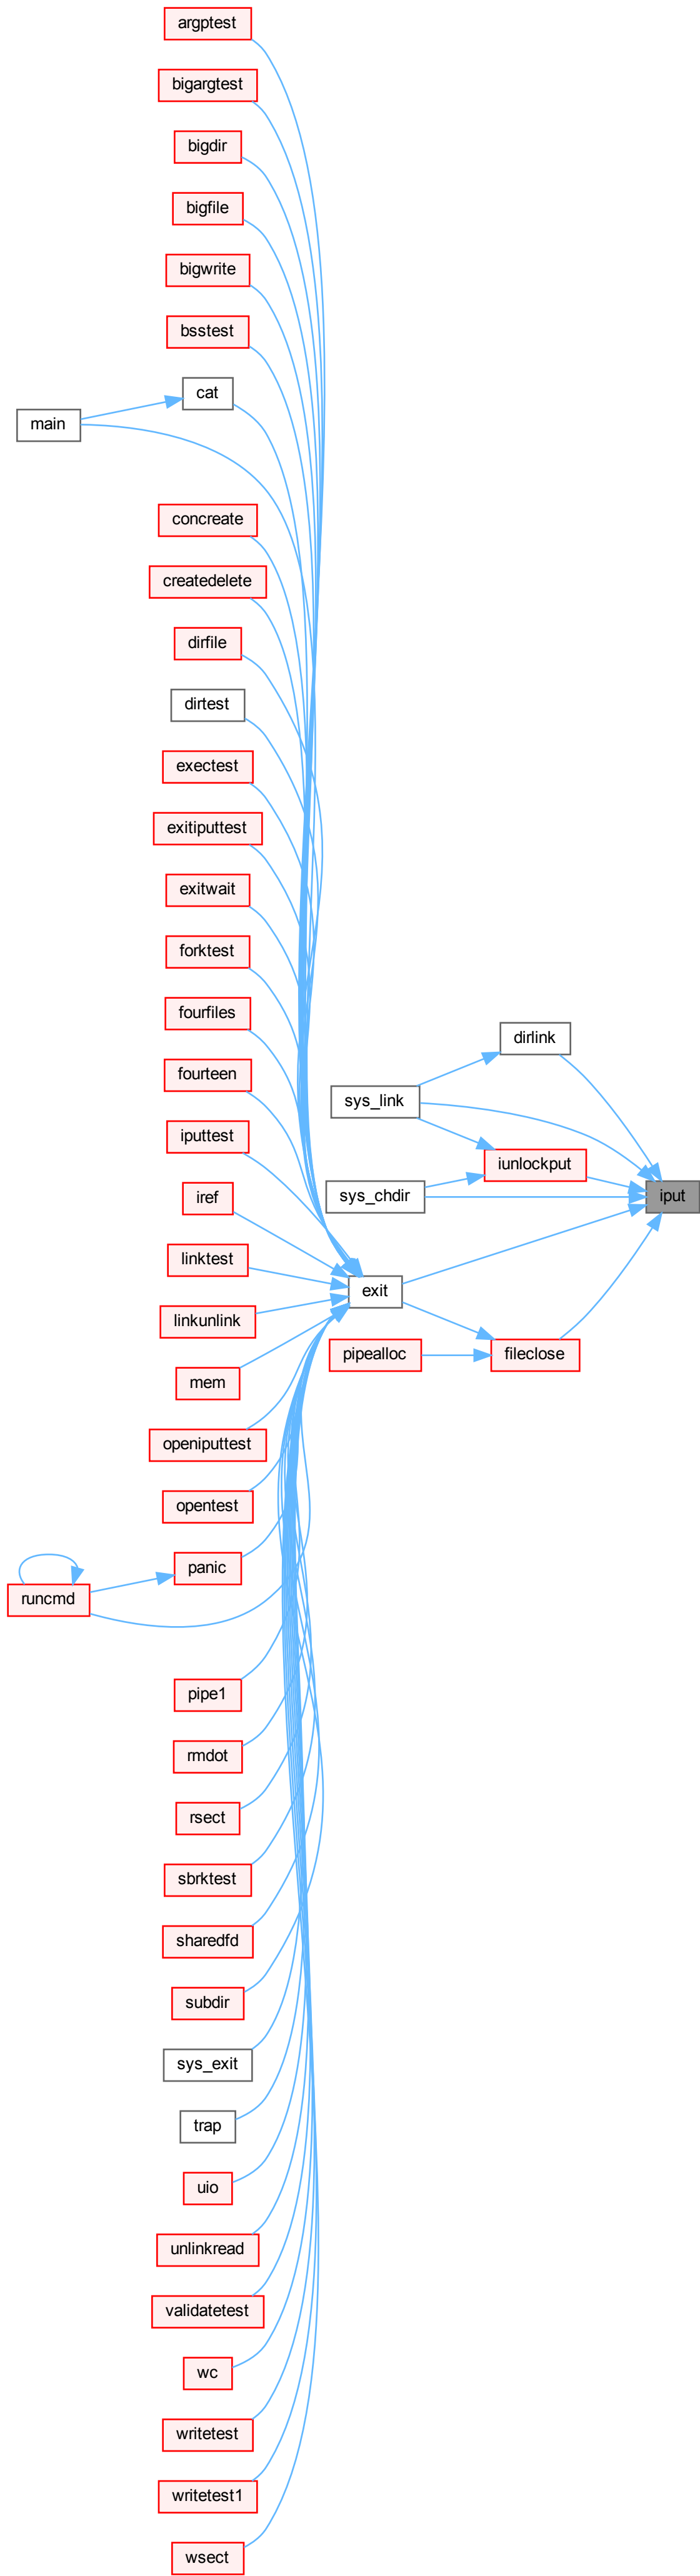 argptest
bigargtest
bigdir
bigfile
bigwrite
bsstest
cat
main
concreate
createdelete
dirfile
dirtest
exectest
exitiputtest
exitwait
forktest
fourfiles
dirlink
fourteen
sys_link
iputtest
iunlockput
iref
sys_chdir
iput
linktest
exit
linkunlink
pipealloc
fileclose
mem
openiputtest
opentest
panic
runcmd
pipe1
rmdot
rsect
sbrktest
sharedfd
subdir
sys_exit
trap
uio
unlinkread
validatetest
wc
writetest
writetest1
wsect